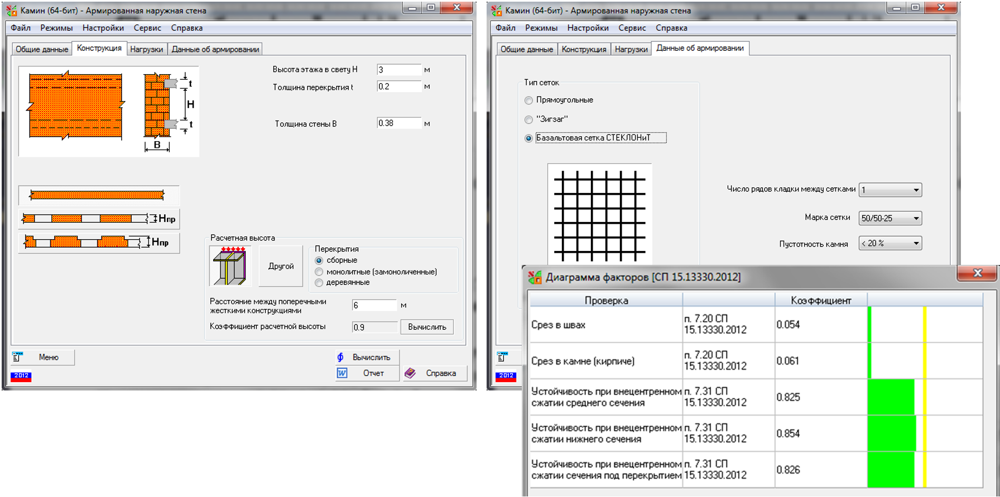 Камин (64-бит) - Армированная наружная стена
Файл Режимы Настройки Сервис Справка
Общие данные Конструкция Нагрузки Данные об армировании
Высота этажа в свету H 3 м
Толщина перекрытия t 0.2 м
Толщина стены B 0.38 м
t
H
t
B
Hпр
Hпр
Расчетная высота
Другой
Перекрытия
сборные
монолитные (замоноличенные)
деревянные
Расстояние между поперечными
жесткими конструкциями 6 м
Коэффициент расчетной высоты 0.9 Вычислить
Меню Вычислить
2012 Отчет Справка
Камин (64-бит) - Армированная наружная стена
Файл Режимы Настройки Сервис Справка
Общие данные Конструкция Нагрузки Данные об армировании
Тип сеток
Прямоугольные
"Зигзаг"
Базальтовая сетка СТЕКЛОНиТ
Число рядов кладки между сетками 1
Марка сетки 50/50-25
Пустотность камня < 20 %
2012
Диаграмма факторов [СП 15.13330.2012]
Проверка Коэффициент
Срез в швах п. 7.20 СП 15.13330.2012 0.054
Срез в камне (кирпиче) п. 7.20 СП 15.13330.2012 0.061
Устойчивость при внецентренном сжатии среднего сечения п. 7.31 СП 15.13330.2012 0.825
Устойчивость при внецентренном сжатии нижнего сечения п. 7.31 СП 15.13330.2012 0.854
Устойчивость при внецентренном сжатии сечения под перекрытием п. 7.31 СП 15.13330.2012 0.826